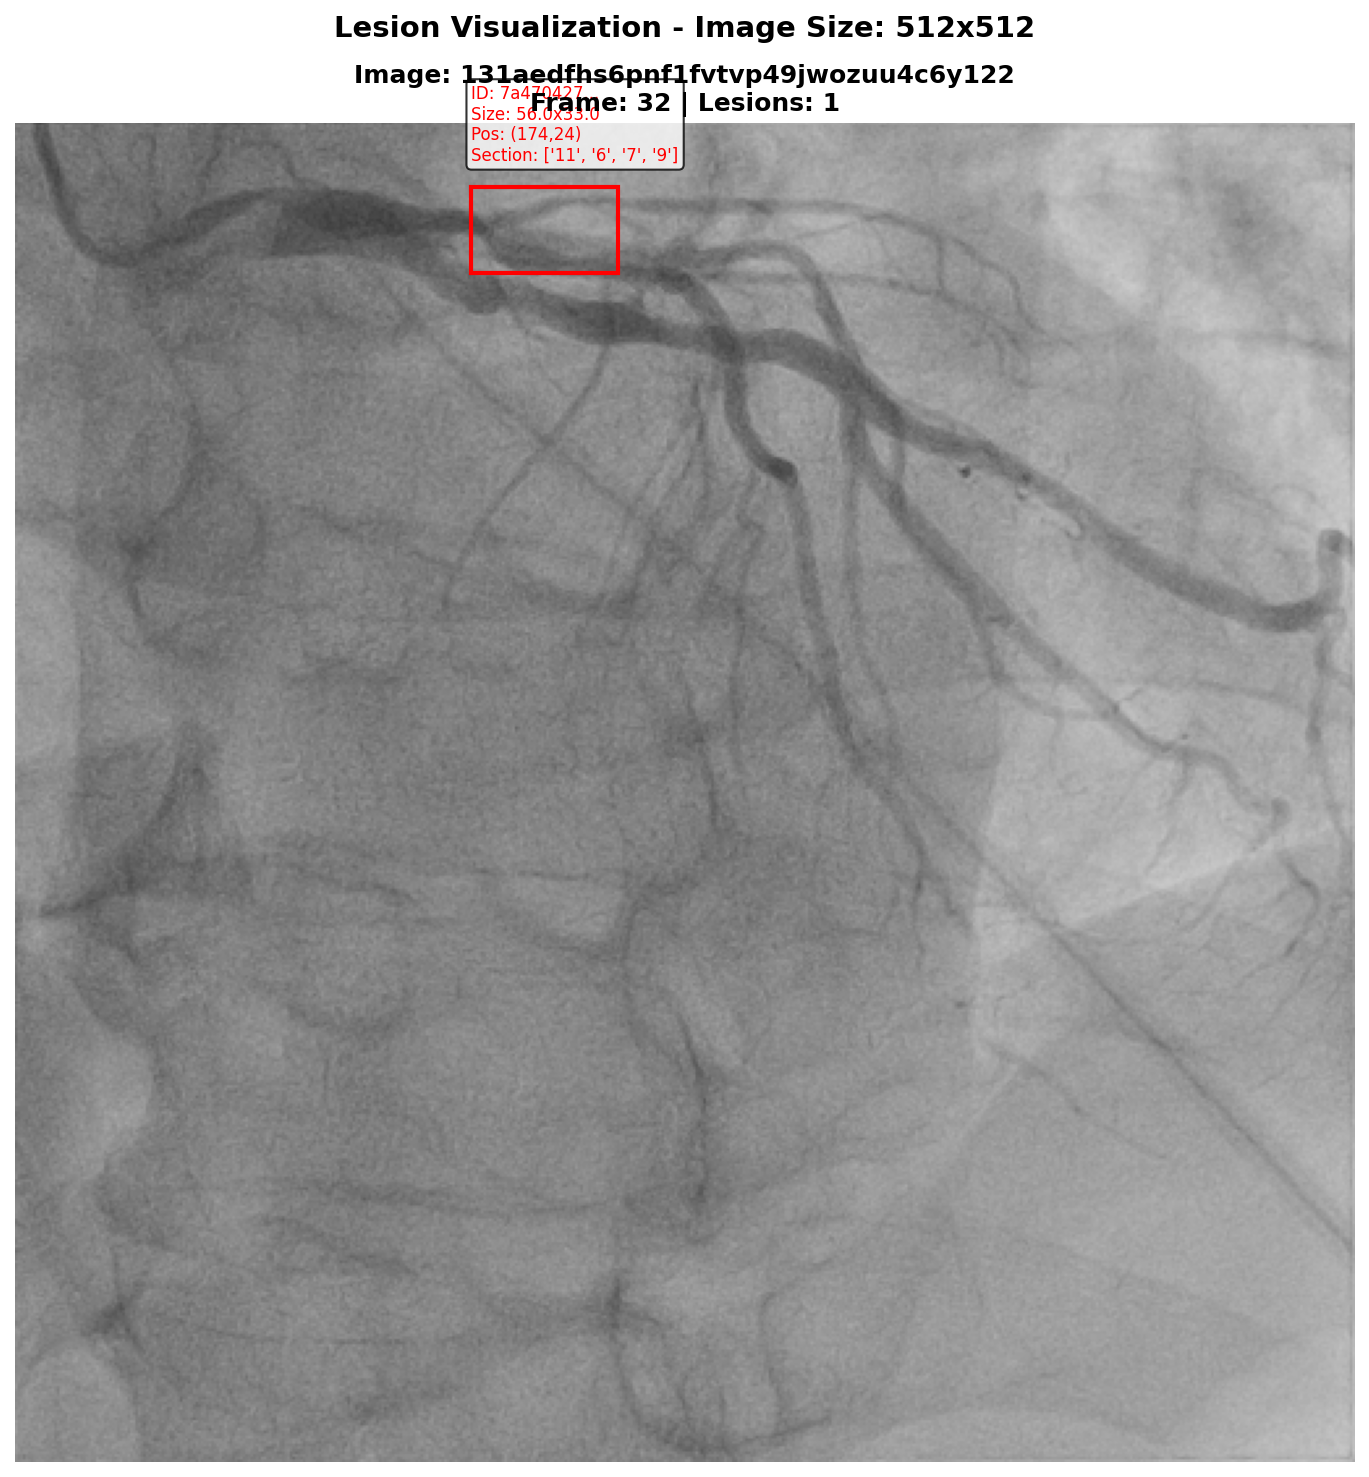 Lesion Visualization - Image Size: 512x512
Image: 131aedfhs6pnf1fvtvp49jwozuu4c6y122
Frame: 32 | Lesions: 1
ID: 7a470427...
Size: 56.0x33.0
Pos: (174,24)
Section: ['11', '6', '7', '9']